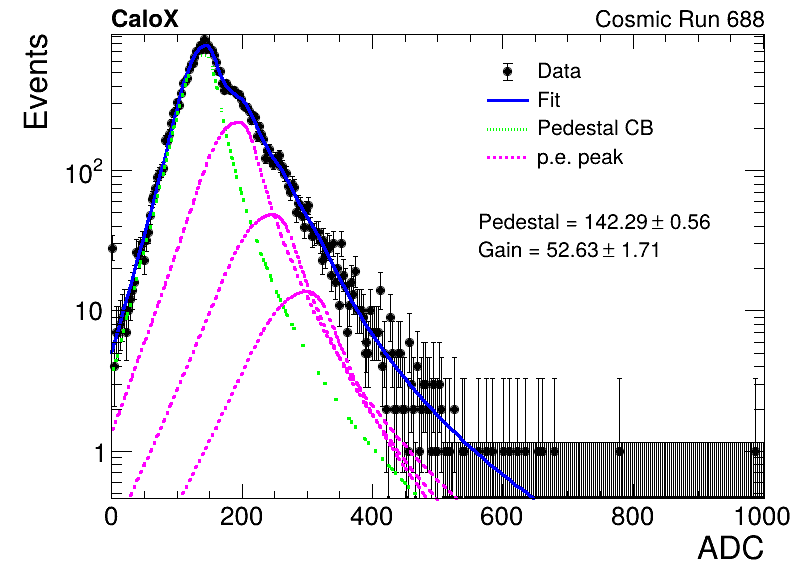 CaloX Cosmic Run 688
Events
Data
Fit
Pedestal CB
p.e. peak
Pedestal = 142.29 ± 0.56
Gain = 52.63 ± 1.71
10²
10
1
0 200 400 600 800 1000
ADC